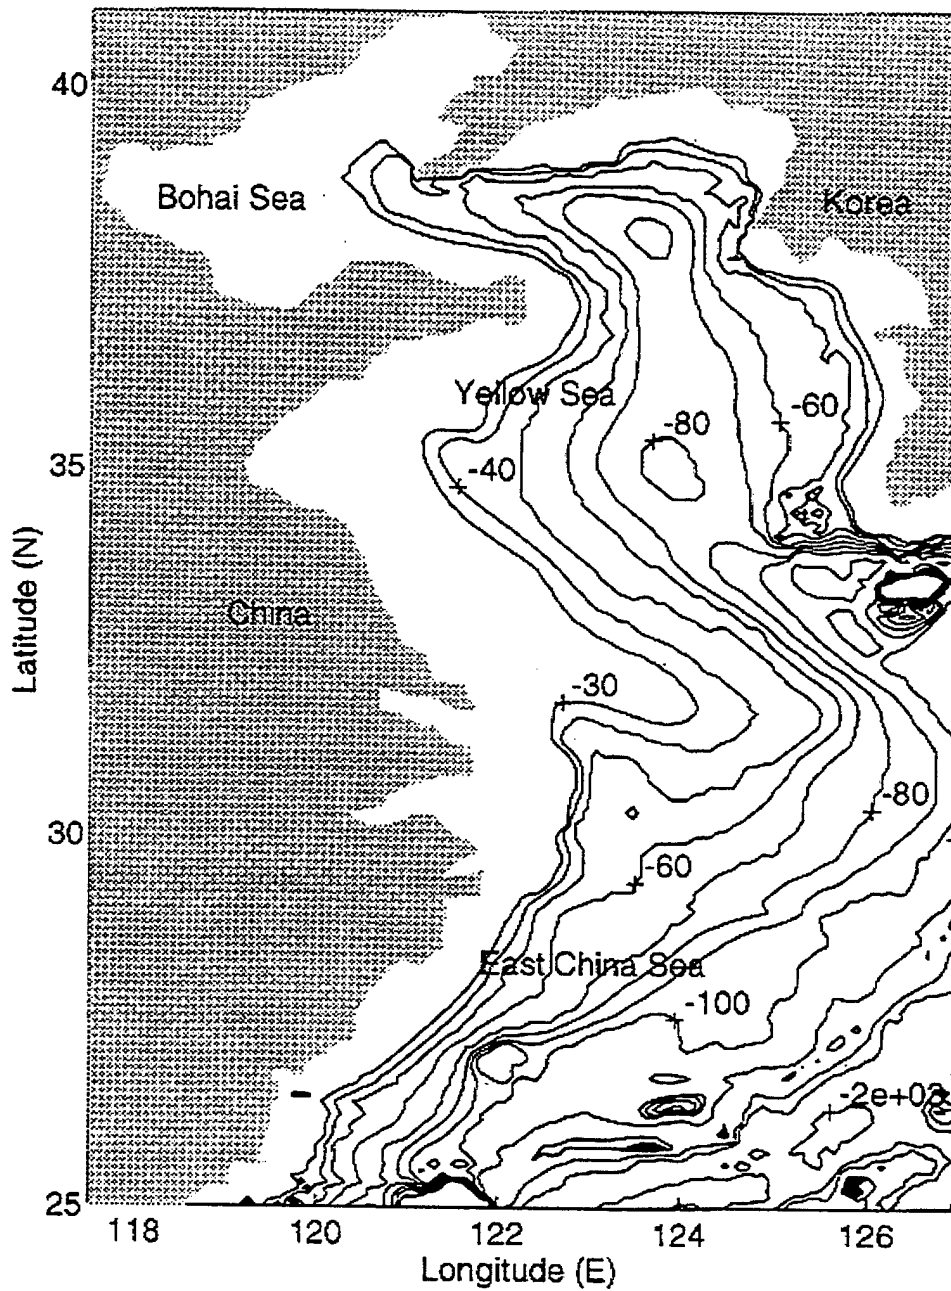 40
Bohai Sea
Korea
Yellow Sea
-60
-80
35
-40
Latitude (N)
China
-30
-80
30
-60
East China Sea
-100
-2e+03
25
118
120
122
124
126
Longitude (E)